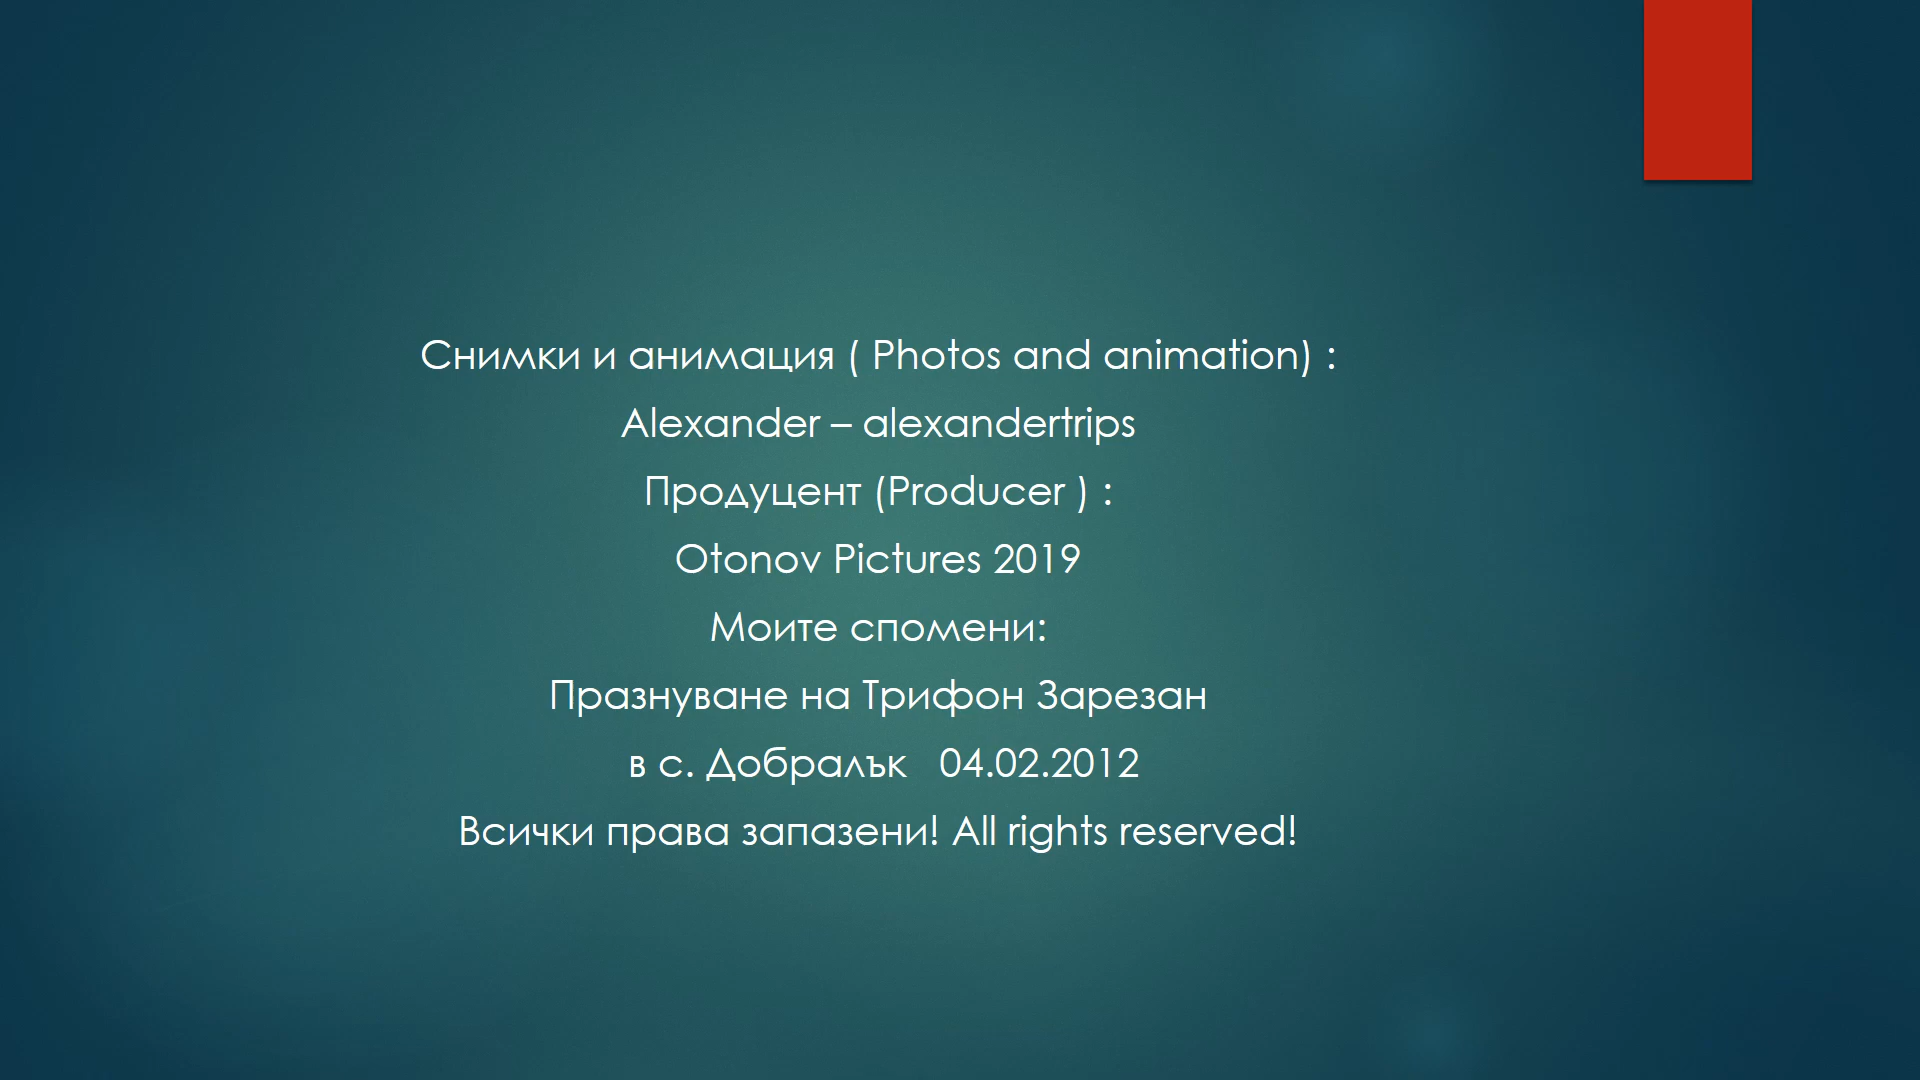 Снимки и анимация ( Photos and animation) :
Alexander – alexandertrips
Продуцент (Producer ) :
Otonov Pictures 2019
Моите спомени:
Празнуване на Трифон Зарезан
в с. Добралък   04.02.2012
Всички права запазени! All rights reserved!